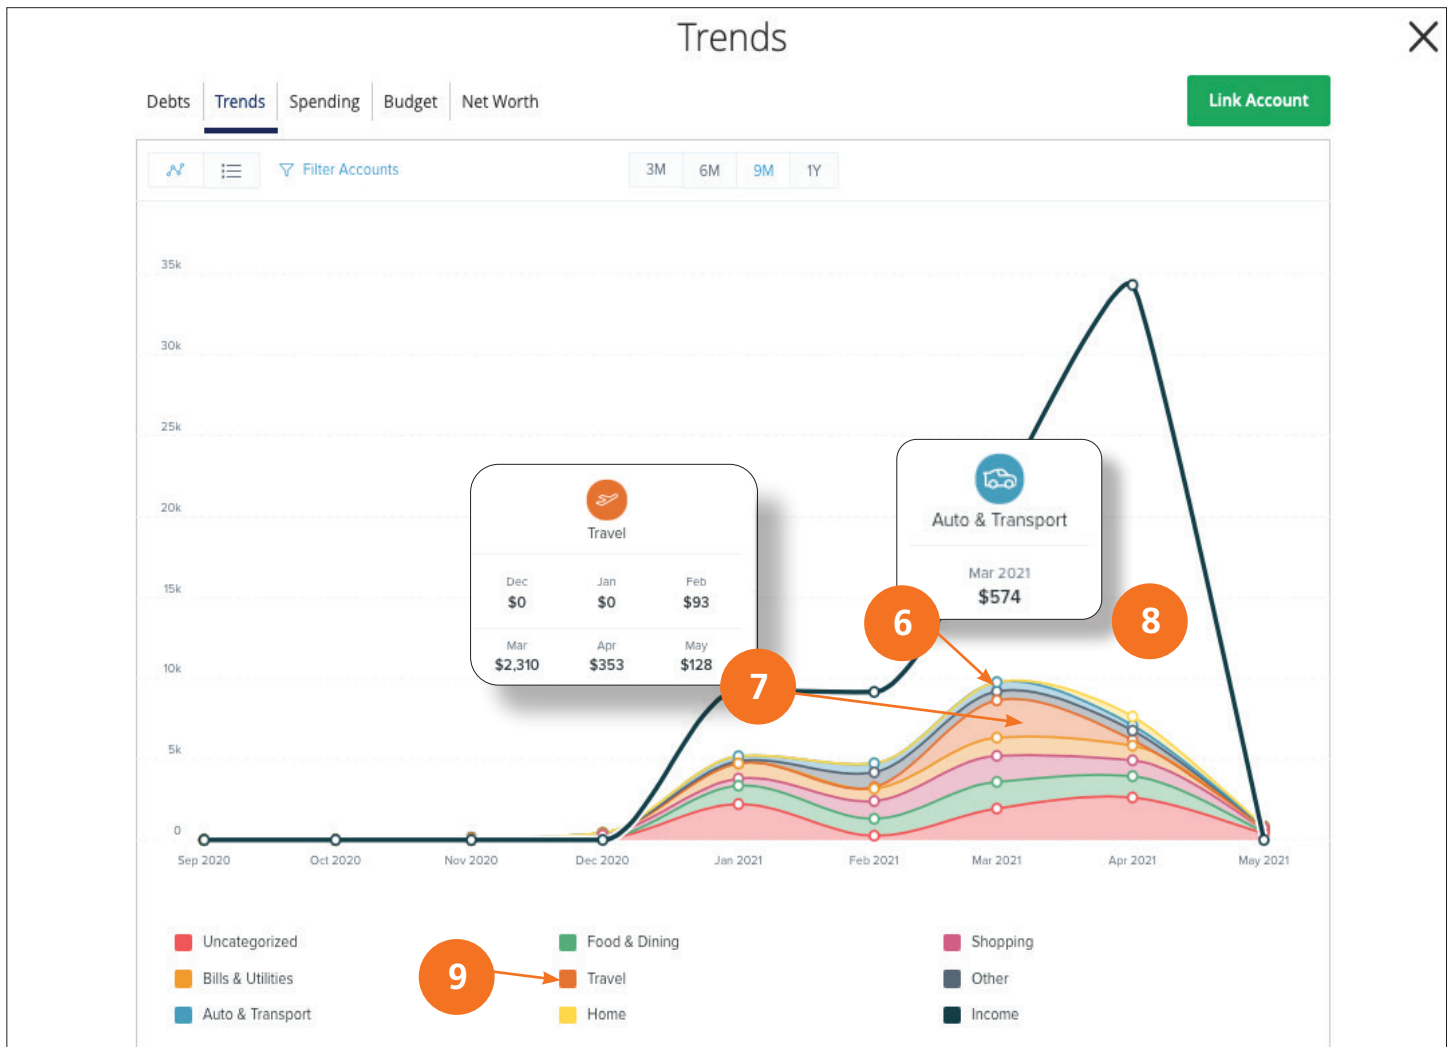 Trends
Debts Trends Spending Budget Net Worth
Link Account
Filter Accounts
3M 6M 9M 1Y
35k
30k
25k
20k
15k
10k
5k
0
Travel
Dec Jan Feb
$0 $0 $93
Mar Apr May
$2,310 $353 $128
Auto & Transport
Mar 2021
$574
6
8
7
Sep 2020 Oct 2020 Nov 2020 Dec 2020 Jan 2021 Feb 2021 Mar 2021 Apr 2021 May 2021
Uncategorized Food & Dining Shopping
Bills & Utilities 9 Travel Other
Auto & Transport Home Income